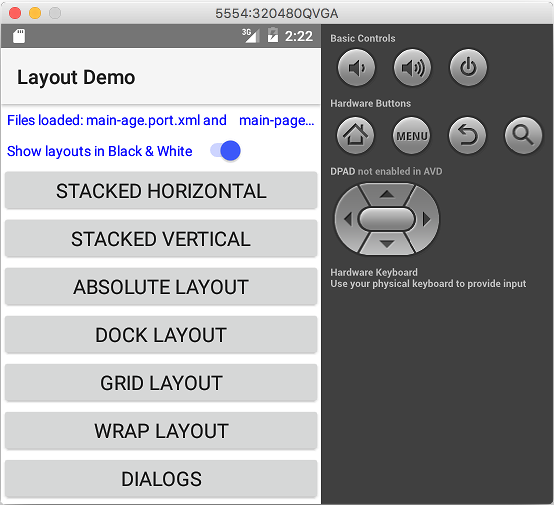 5554:320480QVGA
3G 2:22
Layout Demo
Files loaded: main-age.port.xml and main-page...
Show layouts in Black & White
STACKED HORIZONTAL
STACKED VERTICAL
ABSOLUTE LAYOUT
DOCK LAYOUT
GRID LAYOUT
WRAP LAYOUT
DIALOGS
Basic Controls
Hardware Buttons
MENU
DPAD not enabled in AVD
Hardware Keyboard
Use your physical keyboard to provide input